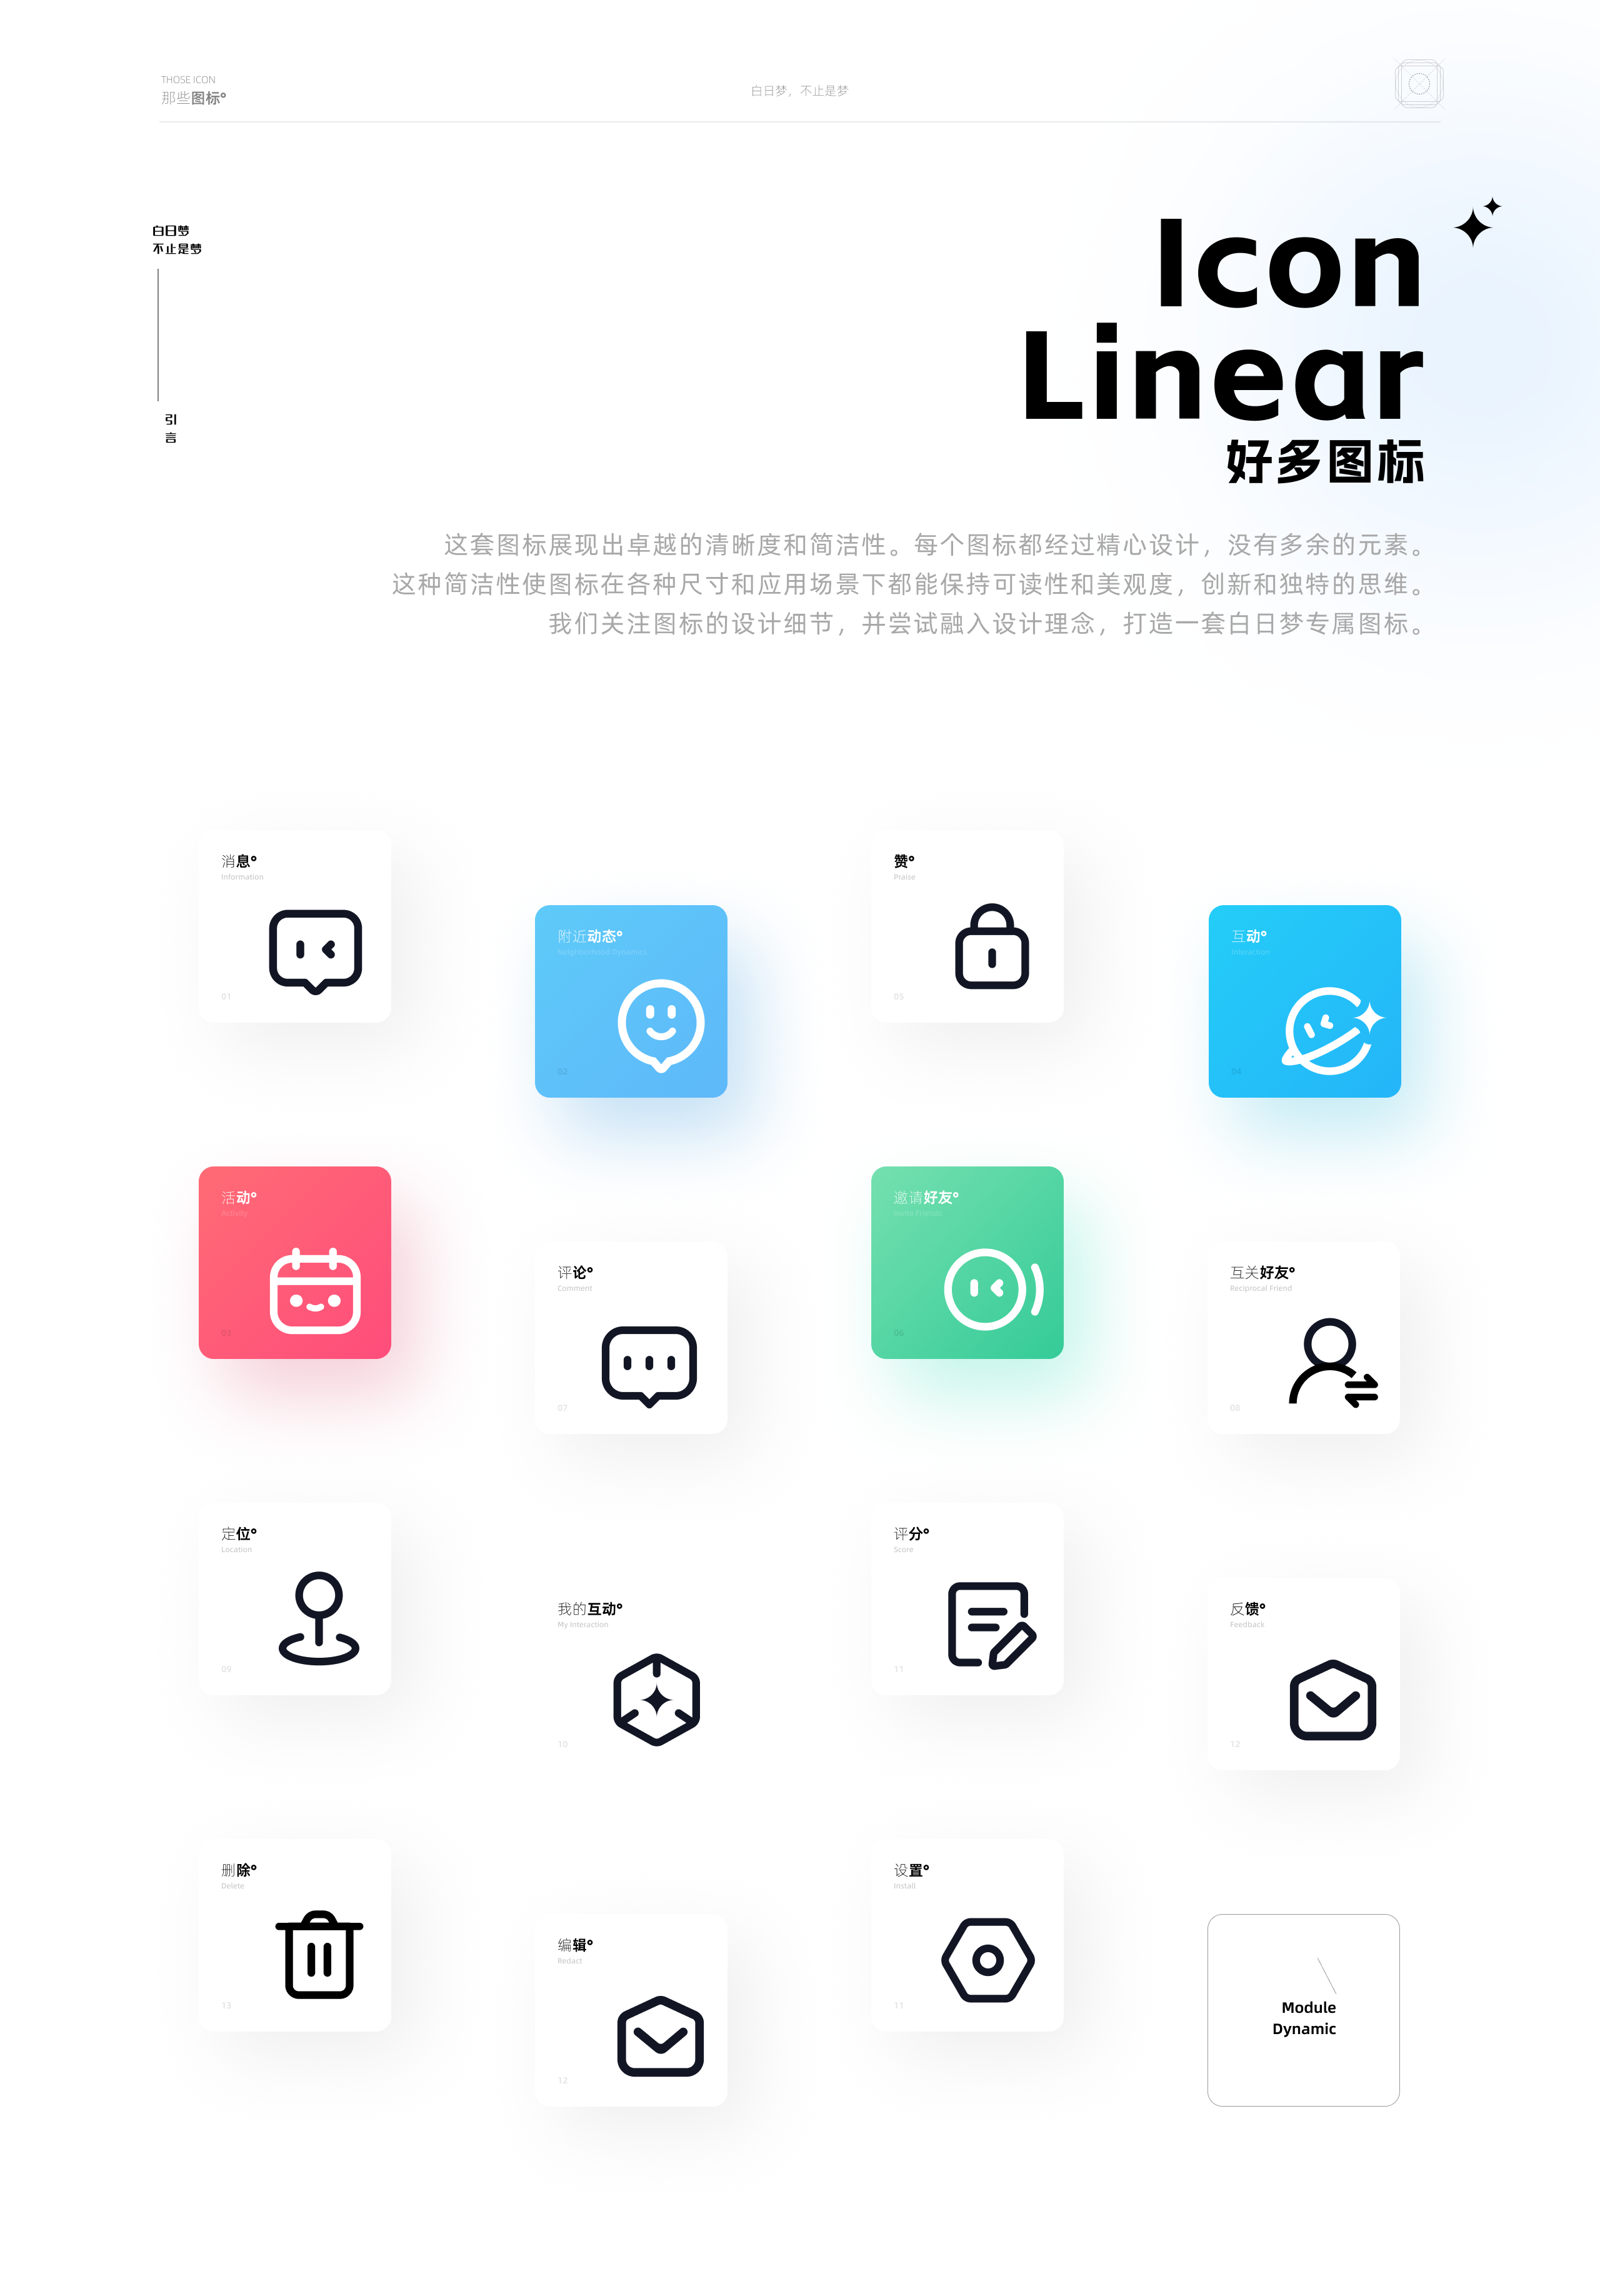 THOSE ICON
那些图标°
白日梦，不止是梦
白日梦
不止是梦
引
言
Icon
Linear
好多图标
这套图标展现出卓越的清晰度和简洁性。每个图标都经过精心设计，没有多余的元素。
这种简洁性使图标在各种尺寸和应用场景下都能保持可读性和美观度，创新和独特的思维。
我们关注图标的设计细节，并尝试融入设计理念，打造一套白日梦专属图标。
消息°
Information
01
附近动态°
Neighborhood Dynamics
02
赞°
Praise
05
互动°
Interaction
04
活动°
Activity
03
评论°
Comment
07
邀请好友°
Invite Friends
06
互关好友°
Reciprocal Friend
08
定位°
Location
09
我的互动°
My Interaction
10
评分°
Score
11
反馈°
Feedback
12
删除°
Delete
13
编辑°
Redact
12
设置°
Install
11
Module
Dynamic